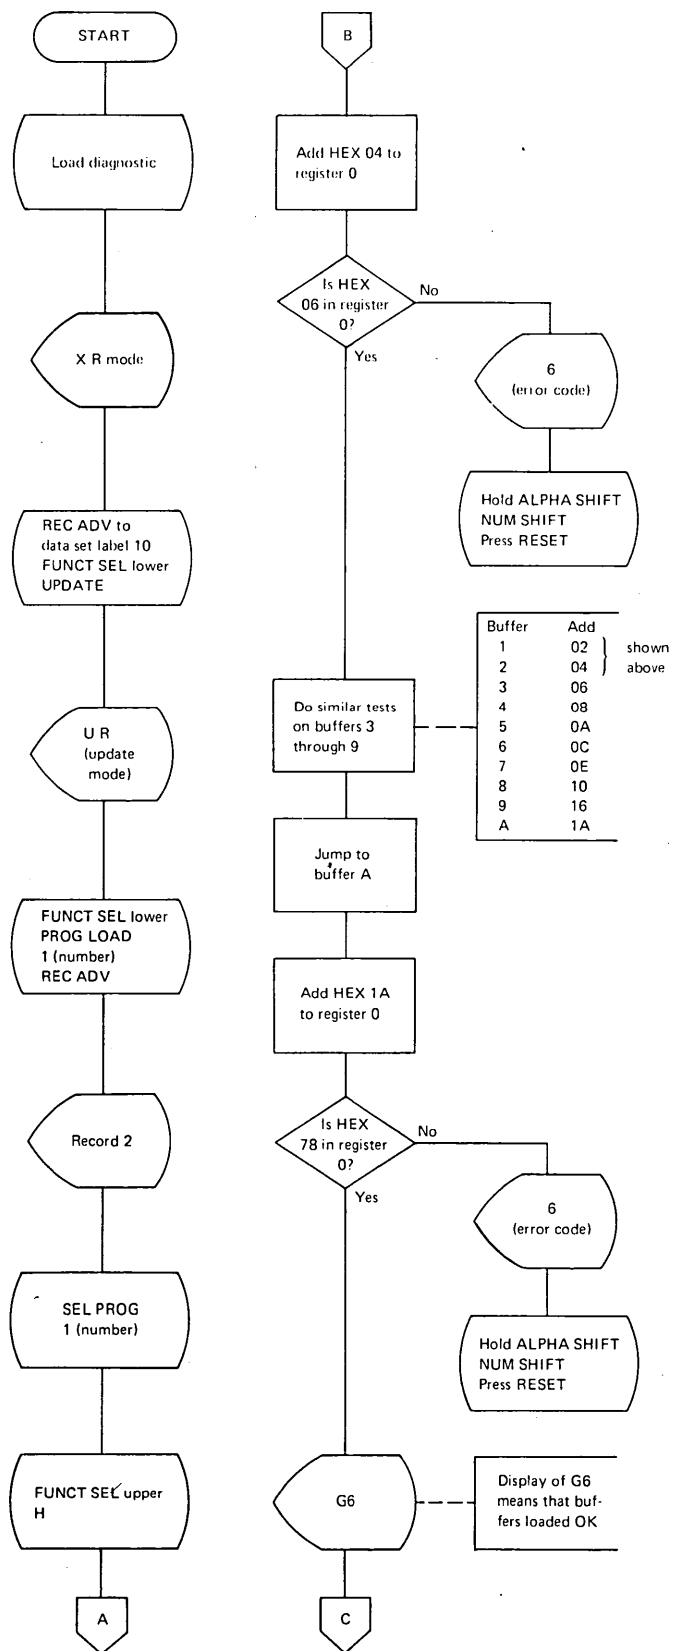 START
Load diagnostic
X R mode
REC ADV to
data set label 10
FUNCT SEL lower
UPDATE
U R
(update
mode)
FUNCT SEL lower
PROG LOAD
1 (number)
REC ADV
Record 2
SEL PROG
1 (number)
FUNCT SEL upper
H
A
B
Add HEX 04 to
register 0
Is HEX
06 in register
0?
No
Yes
6
(error code)
Hold ALPHA SHIFT
NUM SHIFT
Press RESET
Do similar tests
on buffers 3
through 9
Buffer Add
1 02
2 04
shown
above
3 06
4 08
5 0A
6 0C
7 0E
8 10
9 16
A 1A
Jump to
buffer A
Add HEX 1A
to register 0
Is HEX
78 in register
0?
No
Yes
6
(error code)
Hold ALPHA SHIFT
NUM SHIFT
Press RESET
G6
Display of G6
means that buf-
fers loaded OK
C